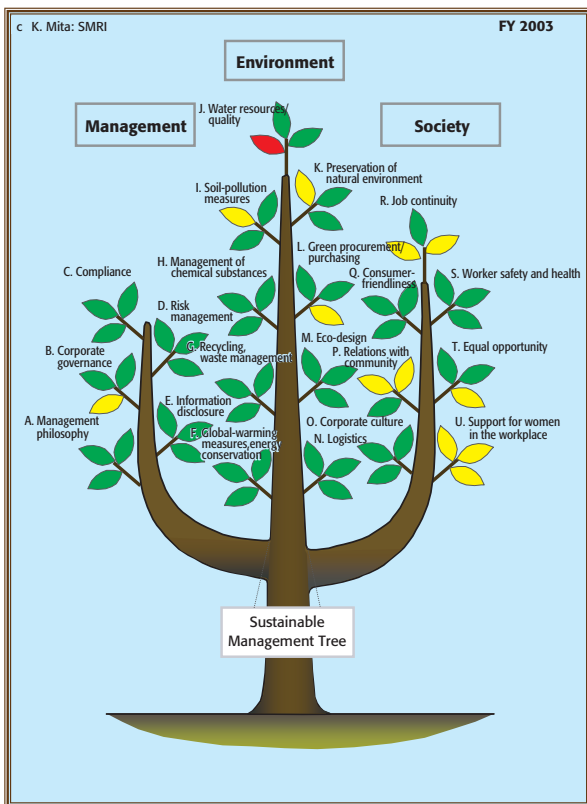 c K. Mita: SMRI
FY 2003
Environment
Management
Society
J. Water resources/
quality
K. Preservation of
natural environment
I. Soil-pollution
measures
R. Job continuity
L. Green procurement/
purchasing
H. Management of
chemical substances
Q. Consumer-
friendliness
S. Worker safety and health
C. Compliance
D. Risk
management
G. Recycling,
waste management
M. Eco-design
P. Relations with
community
T. Equal opportunity
B. Corporate
governance
E. Information
disclosure
A. Management
philosophy
F. Global-warming
measures,energy
conservation
O. Corporate culture
N. Logistics
U. Support for women
in the workplace
Sustainable
Management Tree